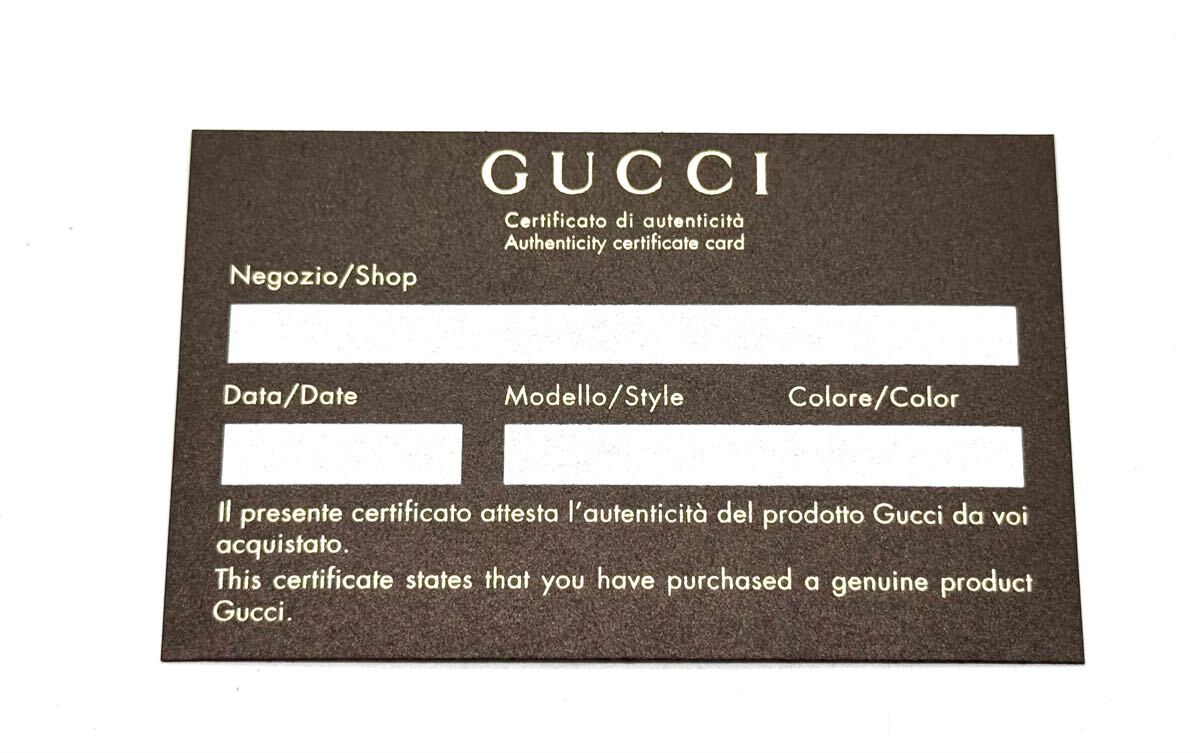 GUCCI
Certificato di autenticità
Authenticity certificate card
Negozio/Shop
Data/Date Modello/Style Colore/Color
Il presente certificato attesta l'autenticità del prodotto Gucci da voi
acquistato.
This certificate states that you have purchased a genuine product
Gucci.